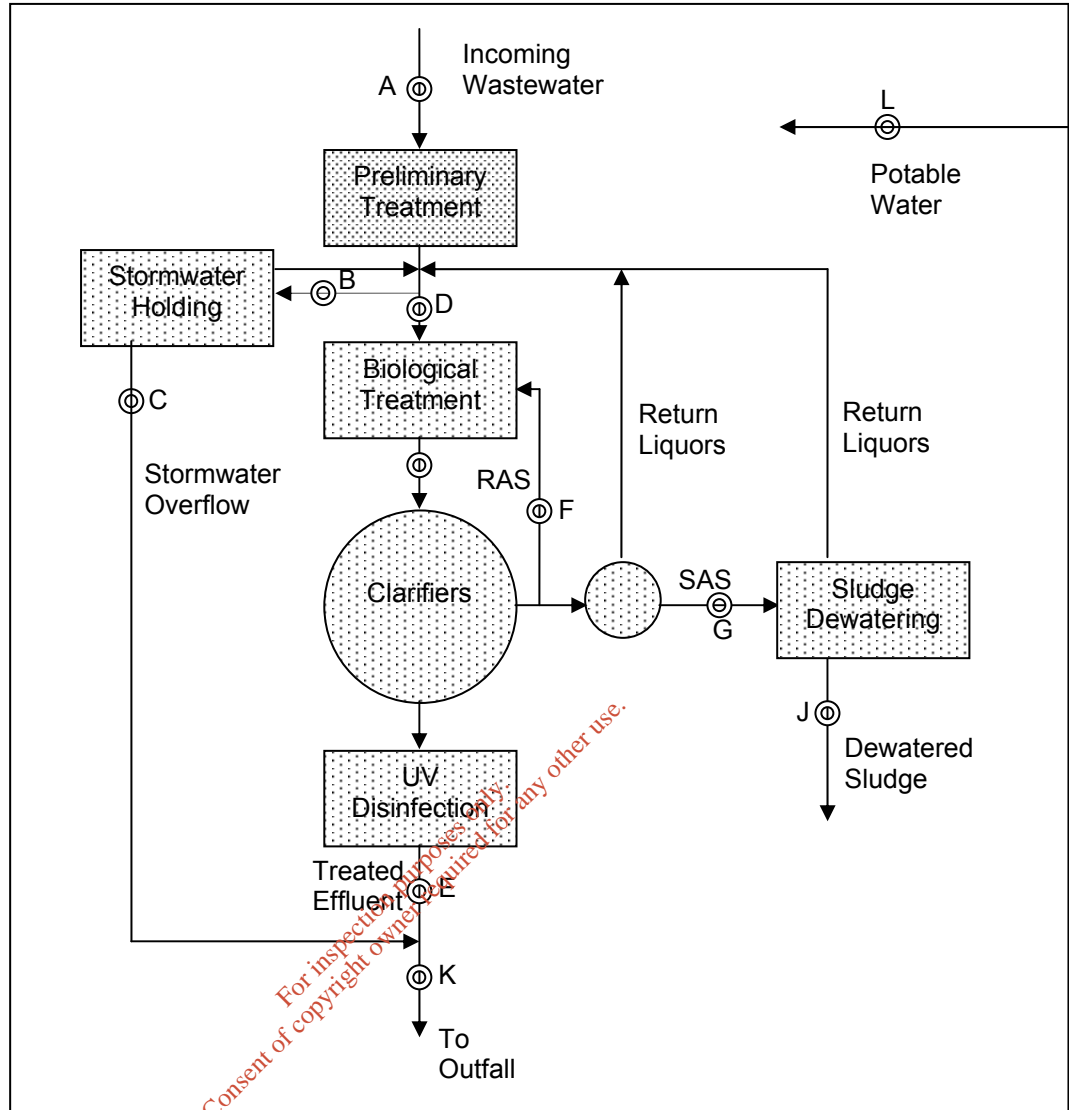 Incoming
Wastewater
A
L
Potable
Water
Preliminary
Treatment
Stormwater
Holding
B
D
C
Biological
Treatment
Return
Liquors
Return
Liquors
Stormwater
Overflow
RAS
F
Clarifiers
SAS
G
Sludge
Dewatering
J
Dewatered
Sludge
UV
Disinfection
Treated
Effluent
E
K
To
Outfall
For inspection purposes only.
Consent of copyright owner required for any other use.